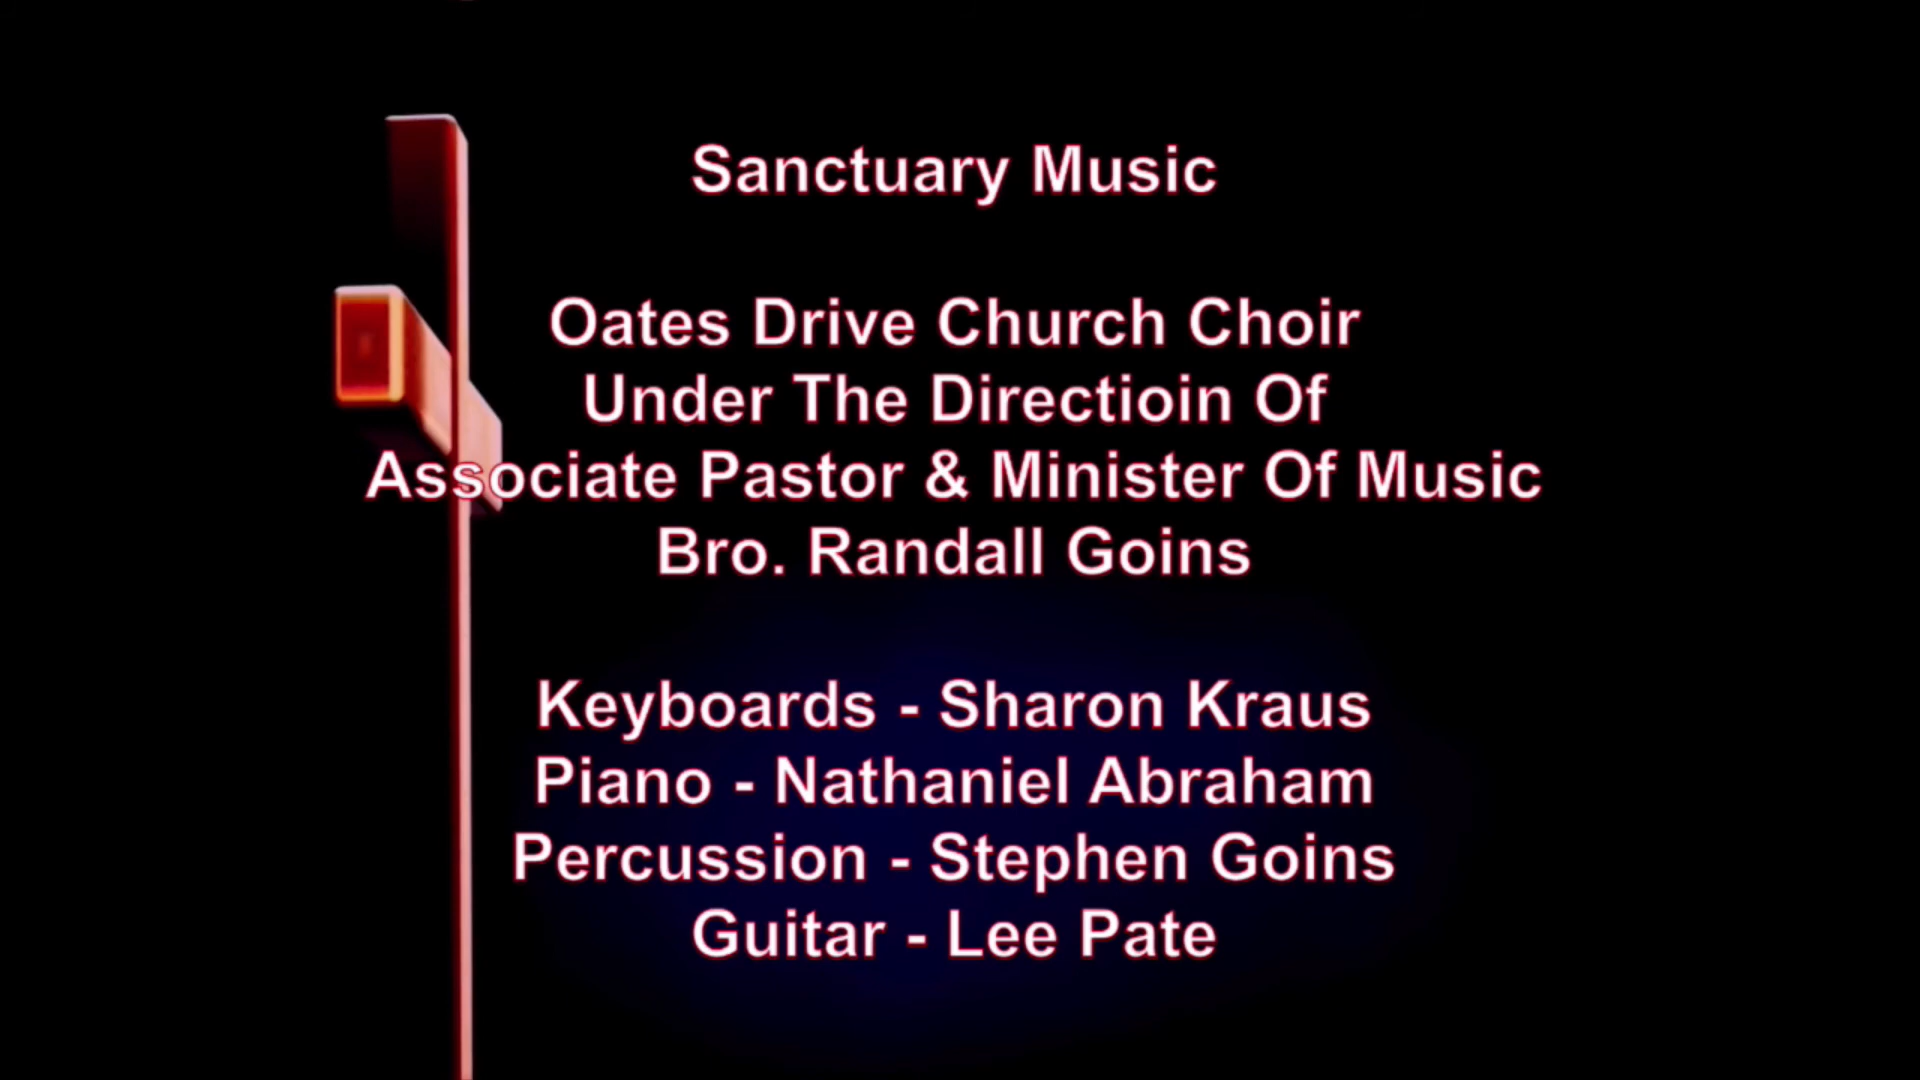 Sanctuary Music
Oates Drive Church Choir
Under The Directioin Of
Associate Pastor & Minister Of Music
Bro. Randall Goins
Keyboards - Sharon Kraus
Piano - Nathaniel Abraham
Percussion - Stephen Goins
Guitar - Lee Pate